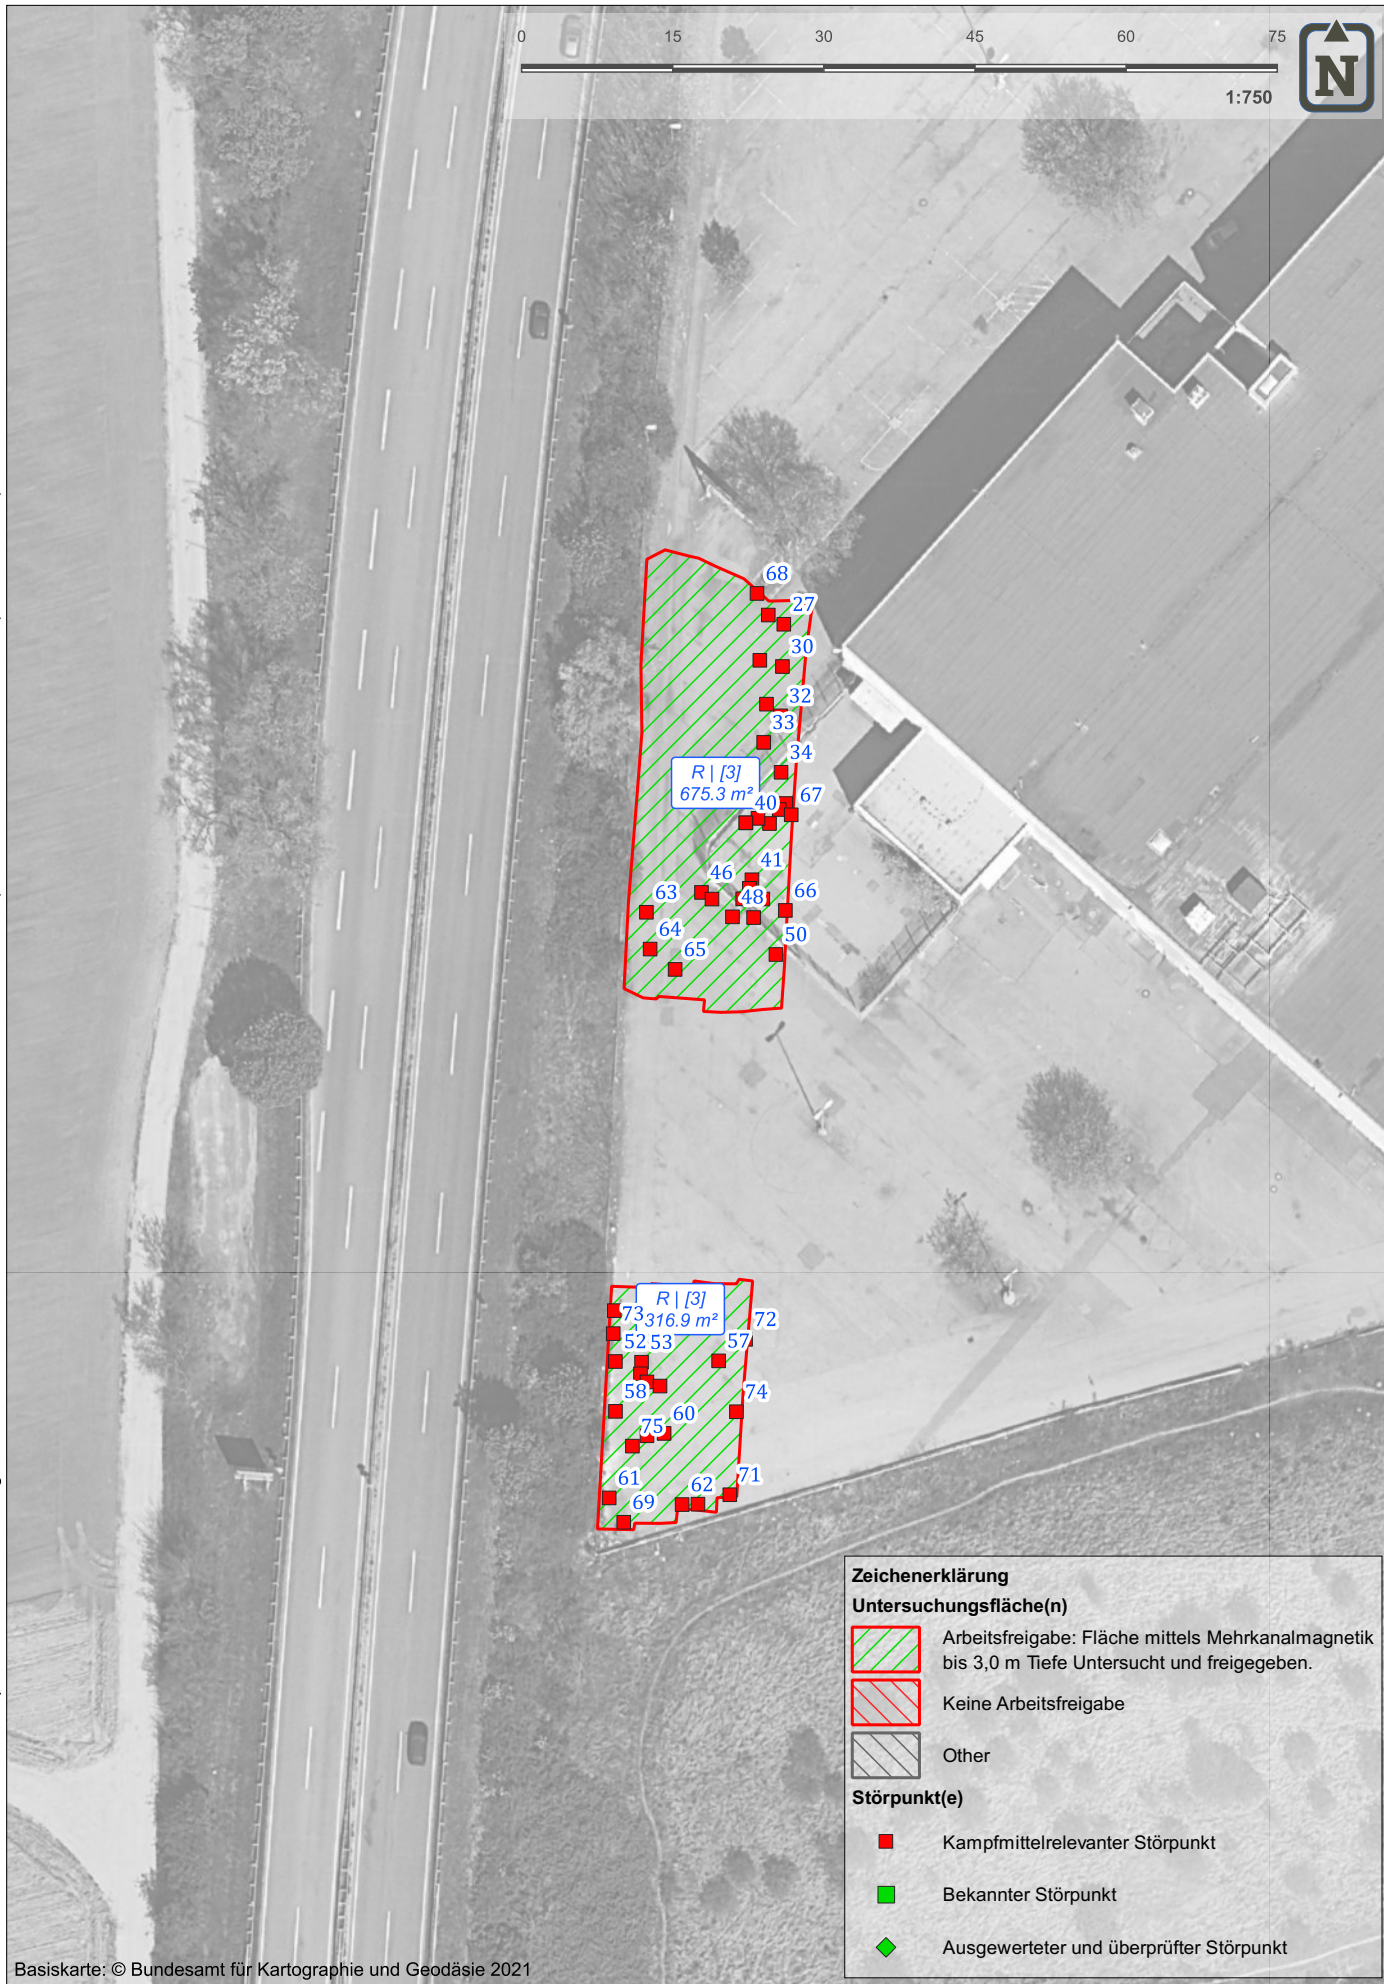 0 15 30 45 60 75
N
1:750
68
27
30
32
33
34
R | [3]
675.3 m²
67
40
41
46
48
66
63
64
50
65
R | [3]
316.9 m²
73
72
52
53
57
58
74
60
75
61
62
71
69
Zeichenerklärung
Untersuchungsfläche(n)
Arbeitsfreigabe: Fläche mittels Mehrkanalmagnetik
bis 3,0 m Tiefe Untersucht und freigegeben.
Keine Arbeitsfreigabe
Other
Störpunkt(e)
Kampfmittelrelevanter Störpunkt
Bekannter Störpunkt
Ausgewerteter und überprüfter Störpunkt
Basiskarte: © Bundesamt für Kartographie und Geodäsie 2021